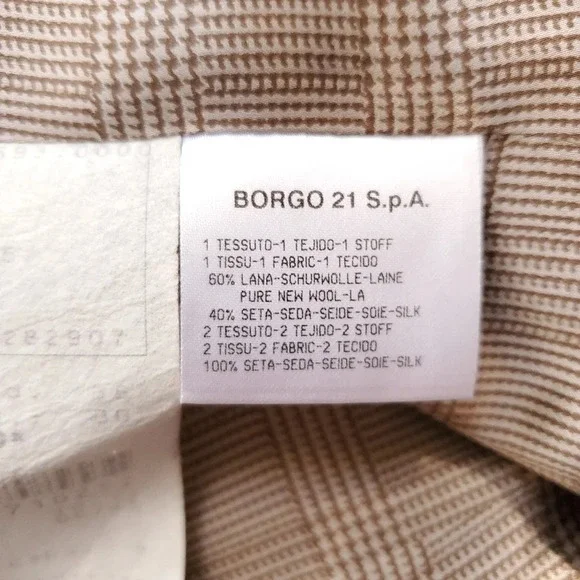 BORGO 21 S.p.A.
1 TESSUTO-1 TEJIDO-1 STOFF
1 TISSU-1 FABRIC-1 TECIDO
60% LANA-SCHURWOLLE-LAINE
PURE NEW WOOL-LA
40% SETA-SEDA-SEIDE-SOIE-SILK
2 TESSUTO-2 TEJIDO-2 STOFF
2 TISSU-2 FABRIC-2 TECIDO
100% SETA-SEDA-SEIDE-SOIE-SILK